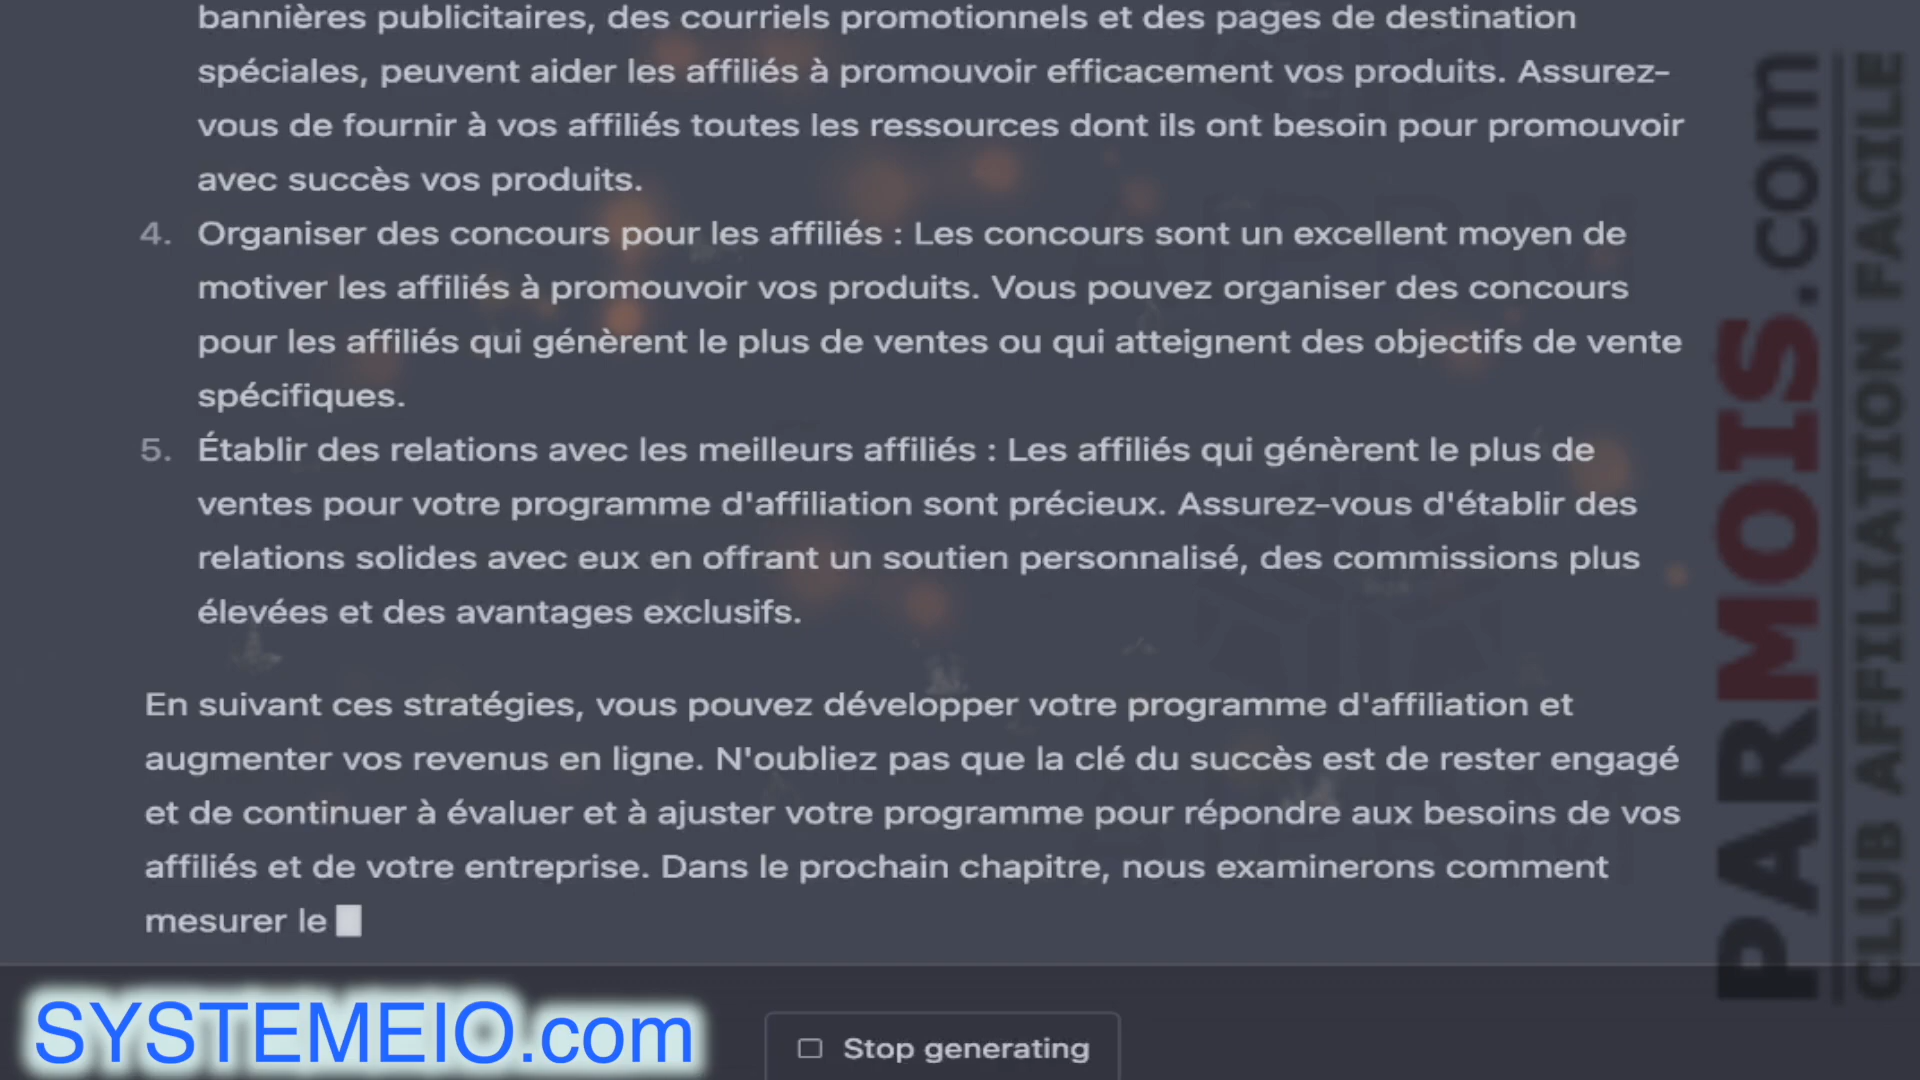 bannières publicitaires, des courriels promotionnels et des pages de destination
spéciales, peuvent aider les affiliés à promouvoir efficacement vos produits. Assurez-
vous de fournir à vos affiliés toutes les ressources dont ils ont besoin pour promouvoir
avec succès vos produits.
4. Organiser des concours pour les affiliés : Les concours sont un excellent moyen de
motiver les affiliés à promouvoir vos produits. Vous pouvez organiser des concours
pour les affiliés qui génèrent le plus de ventes ou qui atteignent des objectifs de vente
spécifiques.
5. Établir des relations avec les meilleurs affiliés : Les affiliés qui génèrent le plus de
ventes pour votre programme d'affiliation sont précieux. Assurez-vous d'établir des
relations solides avec eux en offrant un soutien personnalisé, des commissions plus
élevées et des avantages exclusifs.
En suivant ces stratégies, vous pouvez développer votre programme d'affiliation et
augmenter vos revenus en ligne. N'oubliez pas que la clé du succès est de rester engagé
et de continuer à évaluer et à ajuster votre programme pour répondre aux besoins de vos
affiliés et de votre entreprise. Dans le prochain chapitre, nous examinerons comment
mesurer le
Stop generating
SYSTEMEIO.com
PARMOIS.com
CLUB AFFILIATION FACILE